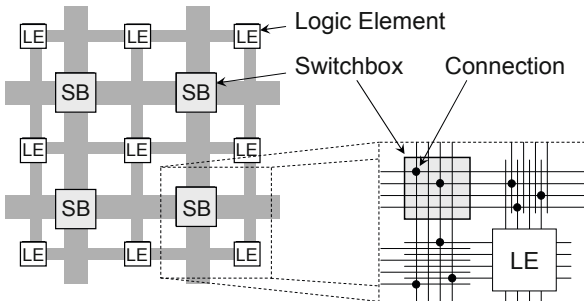 LE LE LE Logic Element
SB SB Switchbox Connection
LE LE LE
SB SB
LE LE LE LE